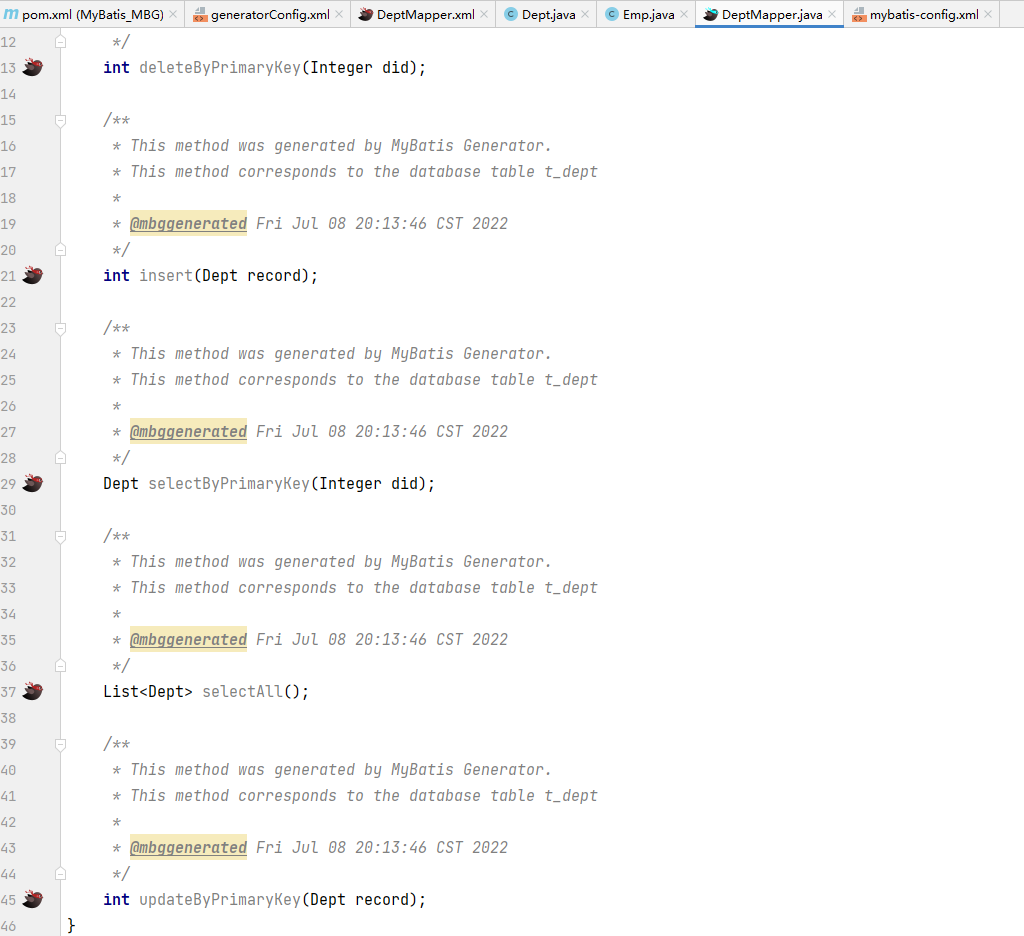 pom.xml (MyBatis_MBG) generatorConfig.xml DeptMapper.xml Dept.java Emp.java DeptMapper.java mybatis-config.xml
12 */
13 int deleteByPrimaryKey(Integer did);
14
15 /**
16 * This method was generated by MyBatis Generator.
17 * This method corresponds to the database table t_dept
18 *
19 * @mbggenerated Fri Jul 08 20:13:46 CST 2022
20 */
21 int insert(Dept record);
22
23 /**
24 * This method was generated by MyBatis Generator.
25 * This method corresponds to the database table t_dept
26 *
27 * @mbggenerated Fri Jul 08 20:13:46 CST 2022
28 */
29 Dept selectByPrimaryKey(Integer did);
30
31 /**
32 * This method was generated by MyBatis Generator.
33 * This method corresponds to the database table t_dept
34 *
35 * @mbggenerated Fri Jul 08 20:13:46 CST 2022
36 */
37 List<Dept> selectAll();
38
39 /**
40 * This method was generated by MyBatis Generator.
41 * This method corresponds to the database table t_dept
42 *
43 * @mbggenerated Fri Jul 08 20:13:46 CST 2022
44 */
45 int updateByPrimaryKey(Dept record);
46 }